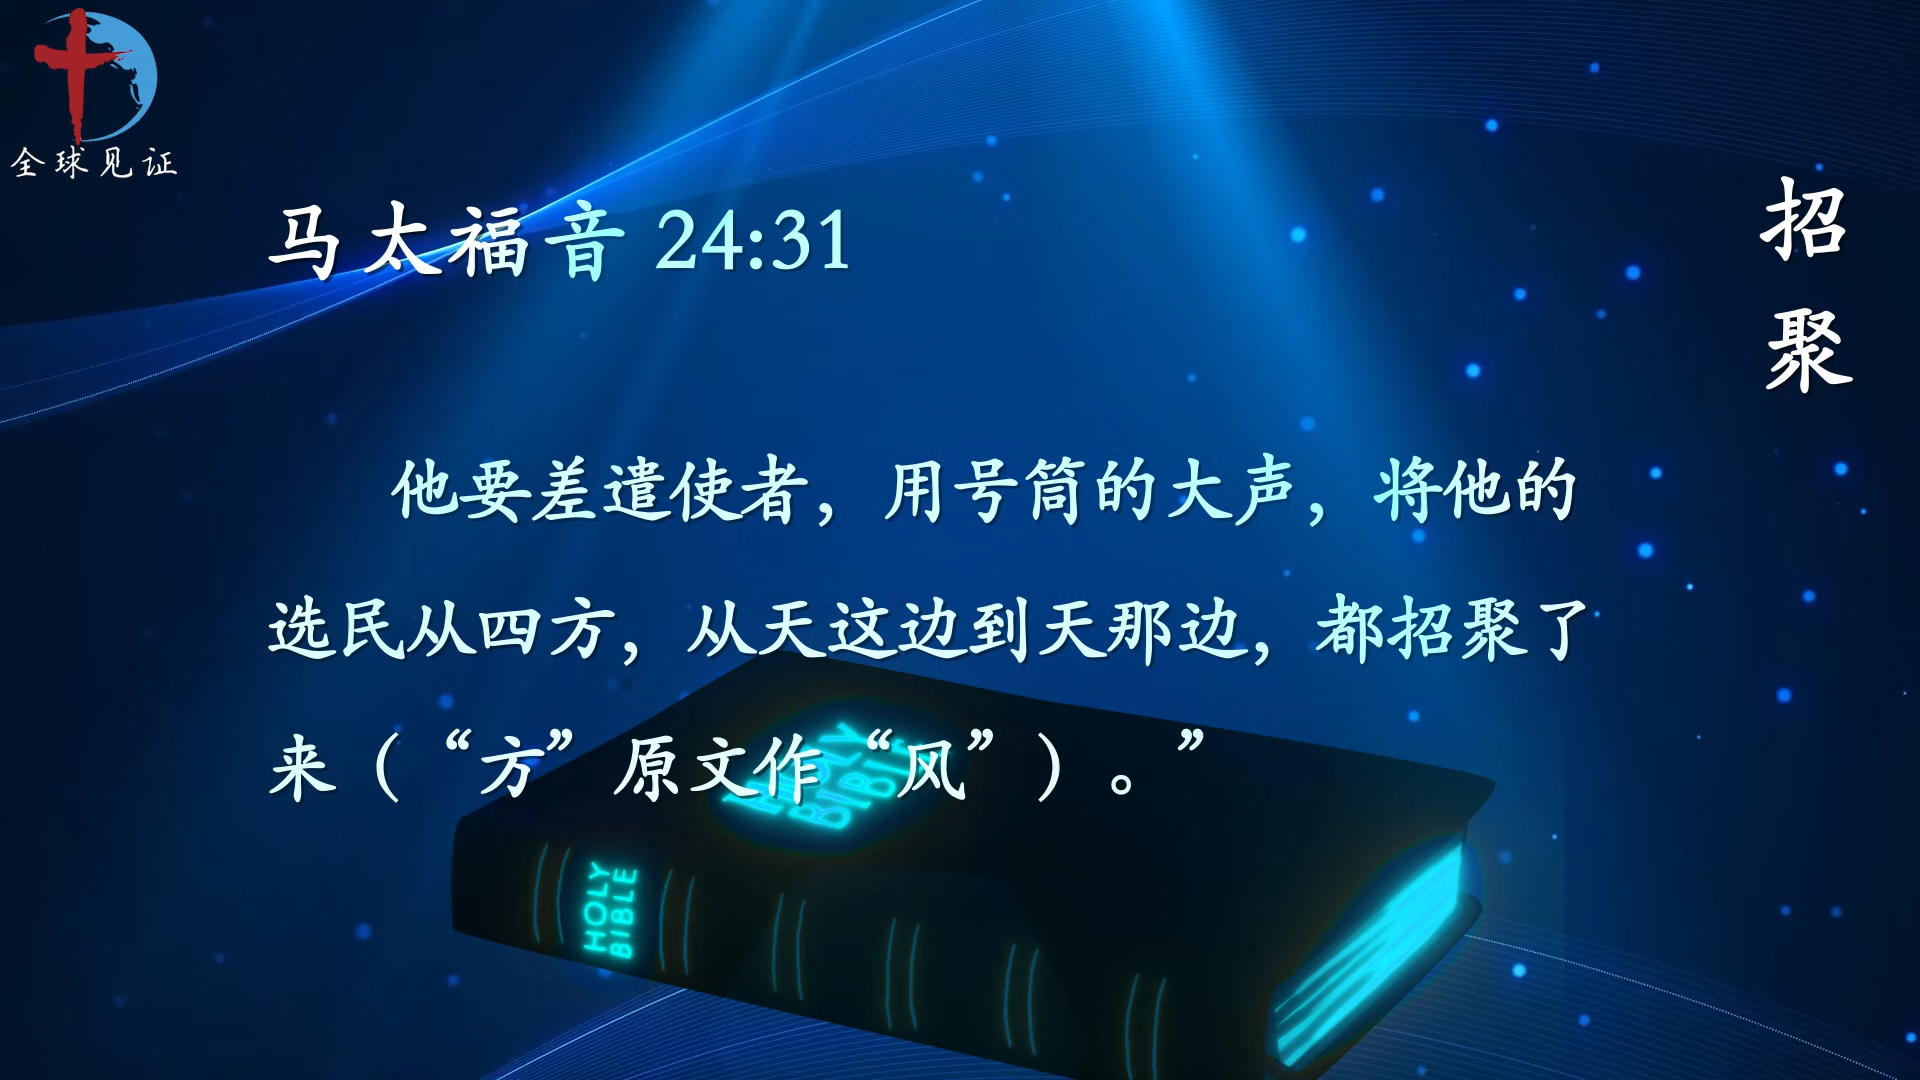 全球见证
马太福音 24:31
招聚
他要差遣使者，用号筒的大声，将他的
选民从四方，从天这边到天那边，都招聚了
来（“方”原文作“风”）。”
HOLY
BIBLE
HOLY
BIBLE